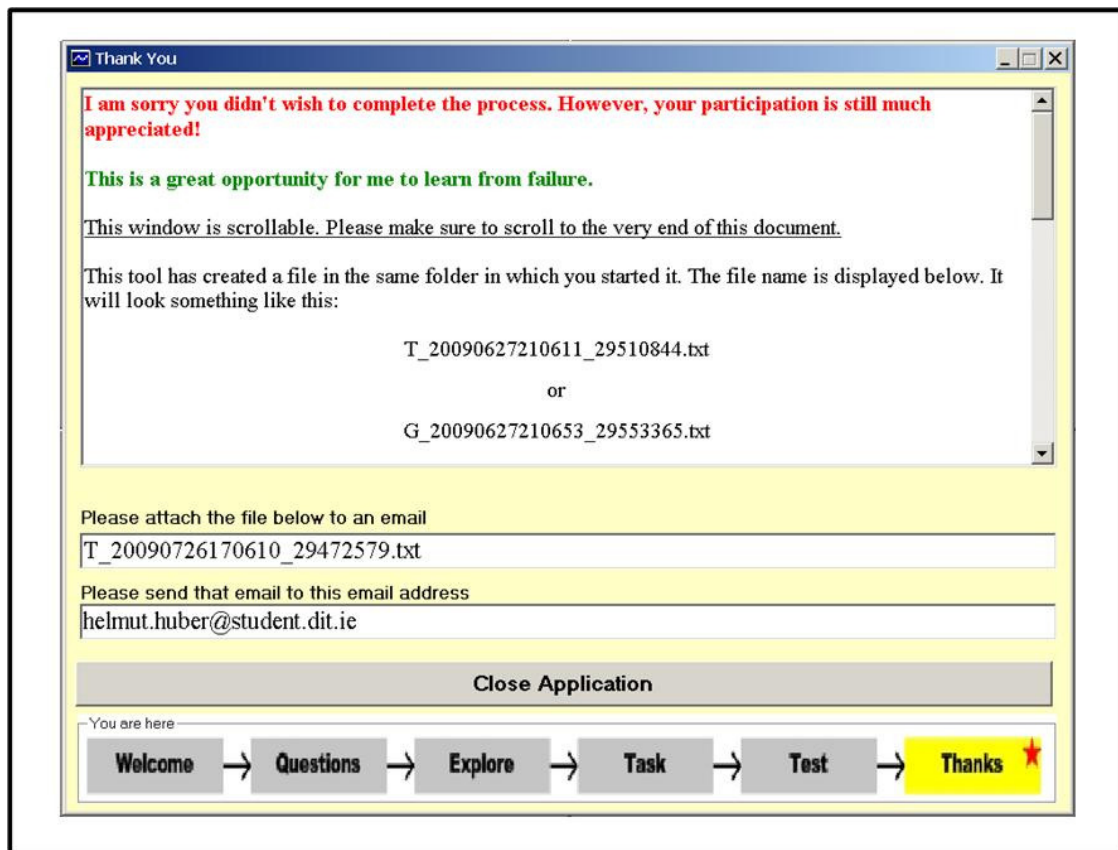 Thank You
I am sorry you didn't wish to complete the process. However, your participation is still much
appreciated!
This is a great opportunity for me to learn from failure.
This window is scrollable. Please make sure to scroll to the very end of this document.
This tool has created a file in the same folder in which you started it. The file name is displayed below. It
will look something like this:
T_20090627210611_29510844.txt
or
G_20090627210653_29553365.txt
Please attach the file below to an email
T_20090726170610_29472579.txt
Please send that email to this email address
helmut.huber@student.dit.ie
Close Application
You are here
Welcome Questions Explore Task Test Thanks